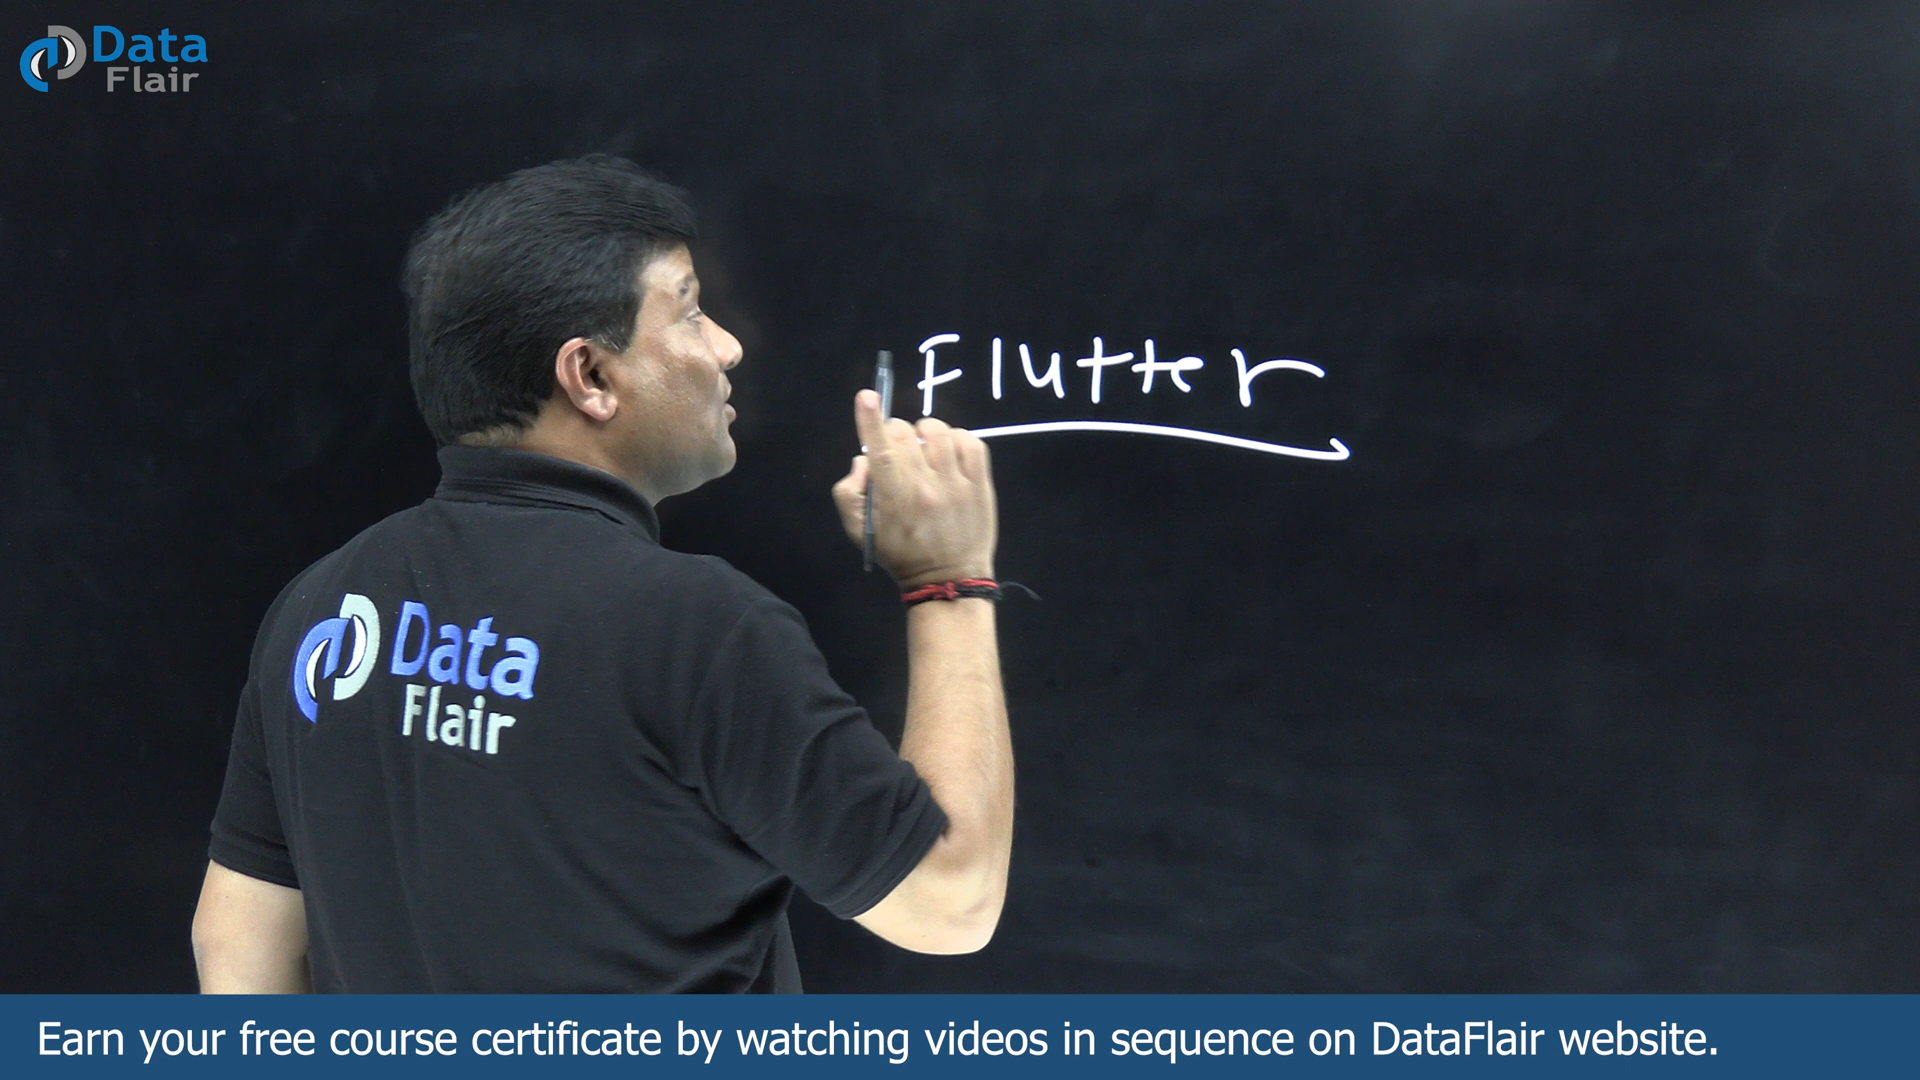 Data
Flair
Flutter
Data
Flair
Earn your free course certificate by watching videos in sequence on DataFlair website.